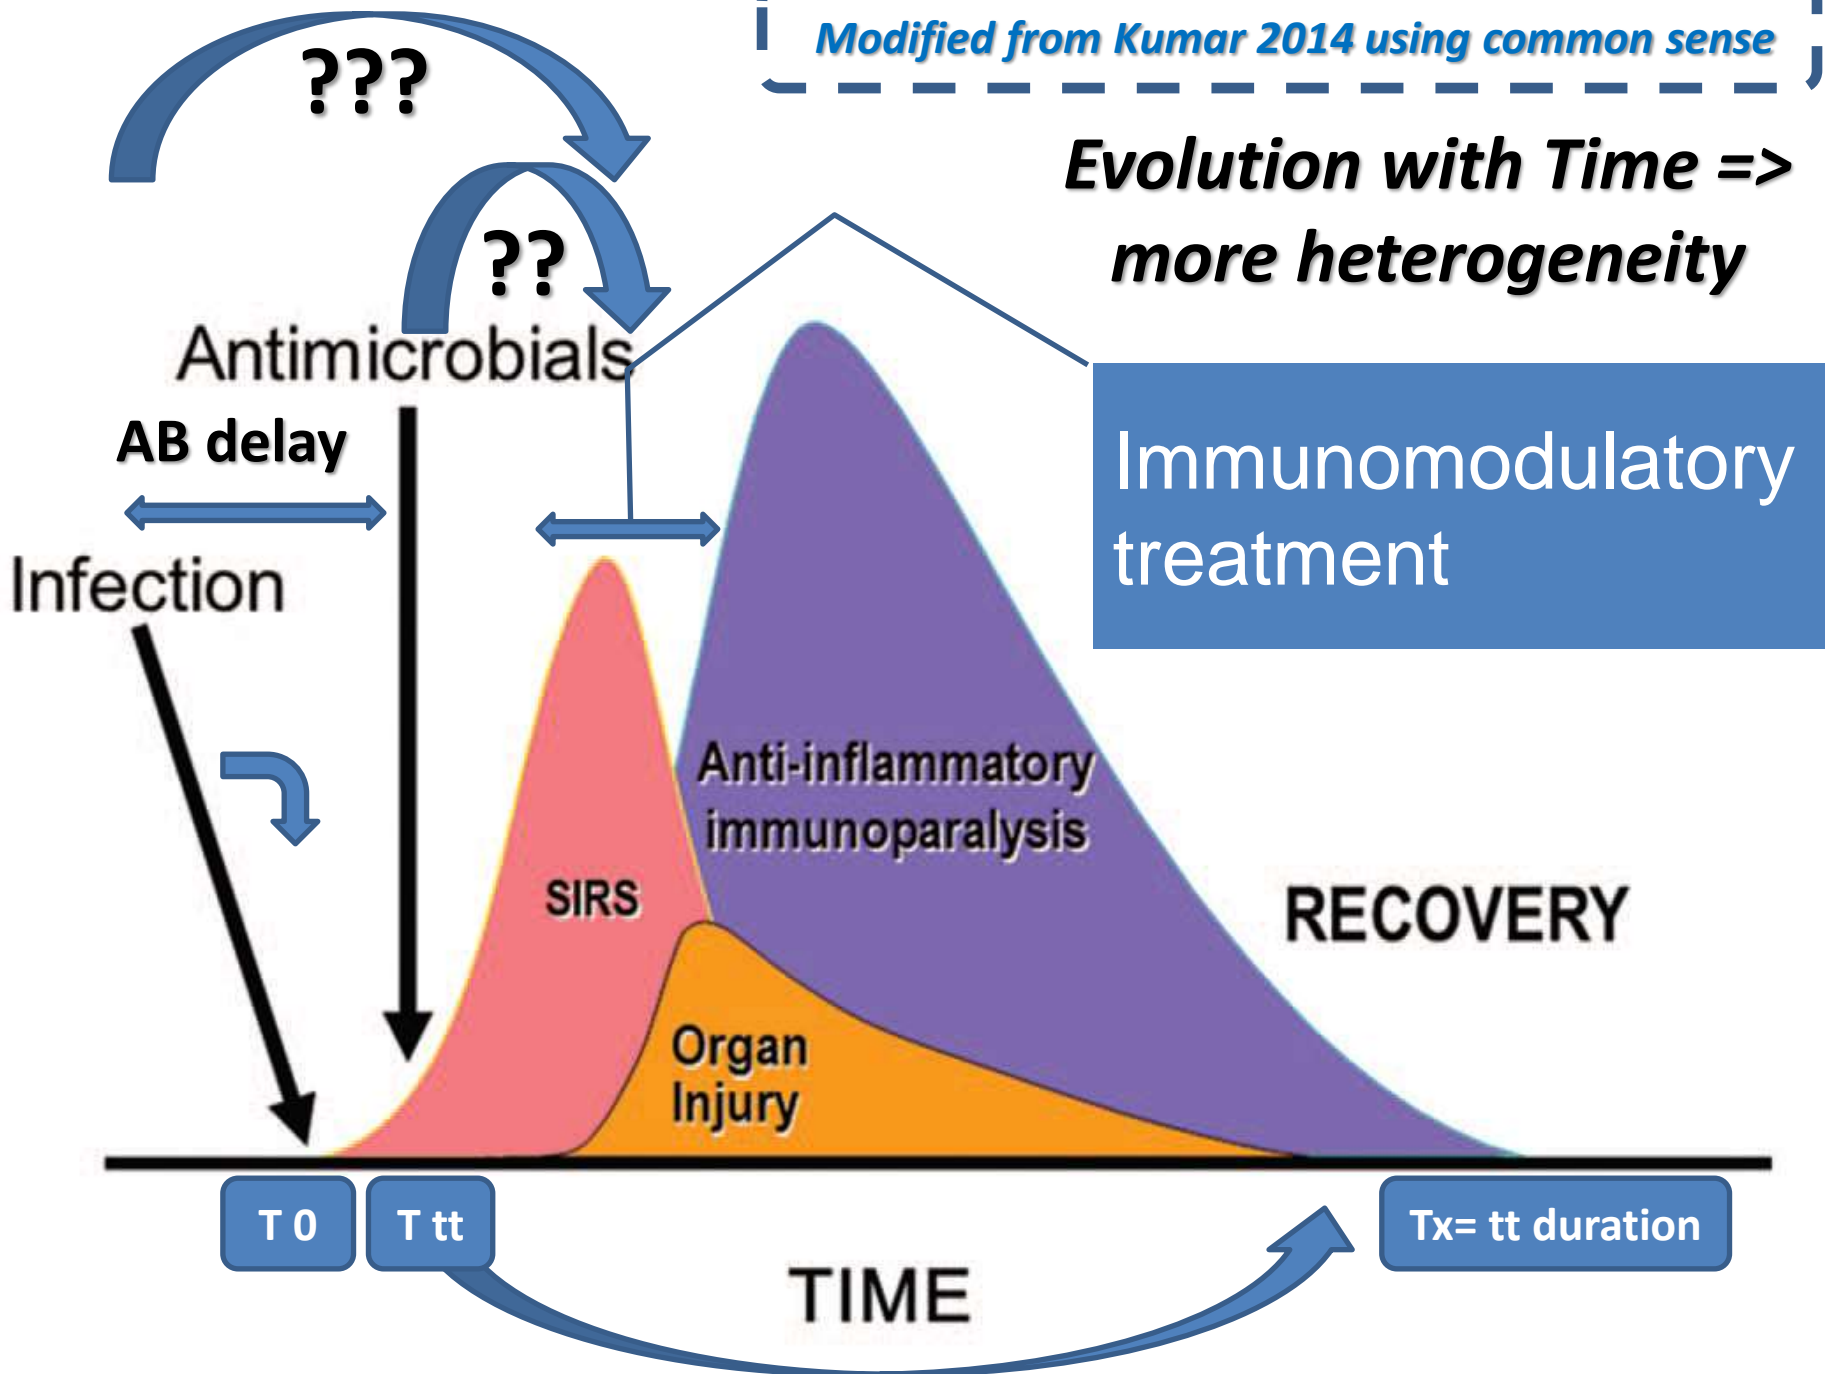 Modified from Kumar 2014 using common sense
???
Evolution with Time =>
more heterogeneity
??
Antimicrobials
AB delay
Immunomodulatory
treatment
Infection
Anti-inflammatory
immunoparalysis
SIRS
RECOVERY
Organ
Injury
T 0
T tt
Tx= tt duration
TIME